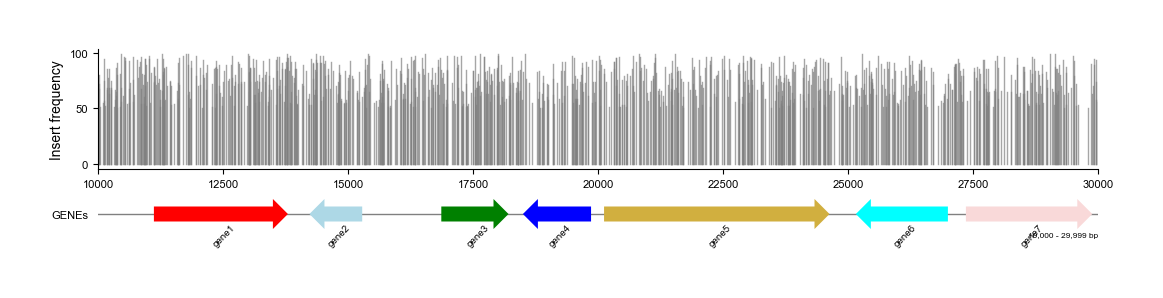 100
Insert frequency
50
0
10000 12500 15000 17500 20000 22500 25000 27500 30000
GENEs
gene1 gene2 gene3 gene4 gene5 gene6 gene7
10,000 - 29,999 bp